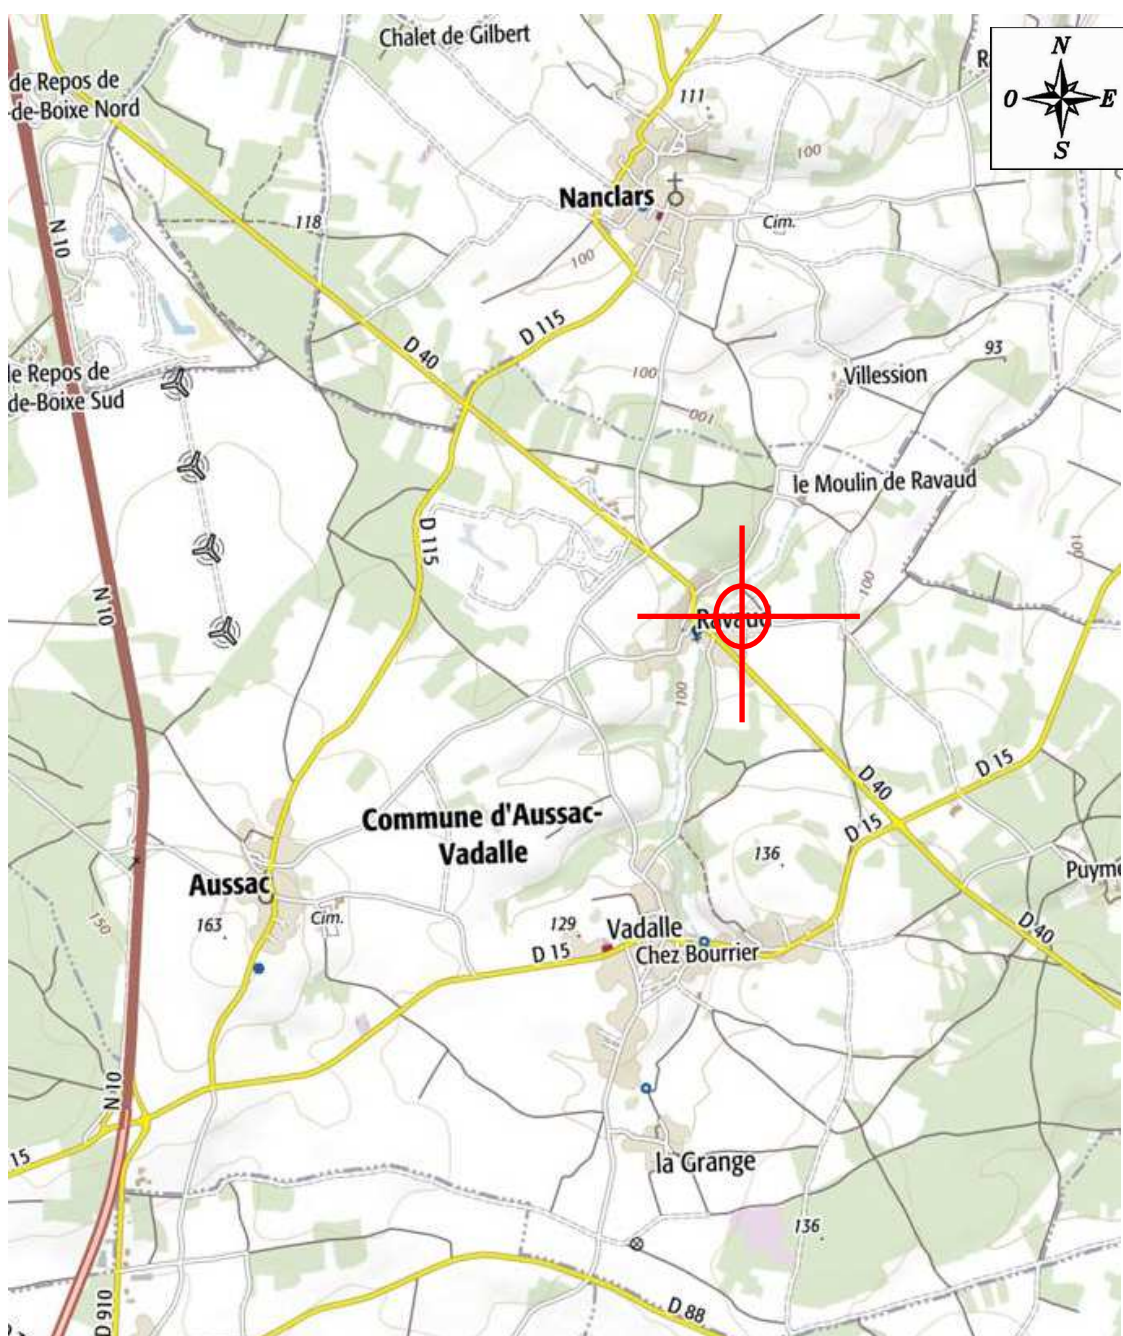 Chalet de Gilbert
N
O
E
S
de Repos de
-de-Boixe Nord
111
100
Nanclars
118
Cim.
N 10
100
D 115
D 40
93
le Repos de
de-Boixe Sud
100
Villession
100
le Moulin de Ravaud
D 115
100
100
N 10
Ravaud
100
D 15
D 40
Commune d'Aussac-
Vadalle
D 15
136
Puymé
Aussac
163
Cim.
150
129
Vadalle
D 40
D 15
Chez Bourrier
N 10
15
la Grange
136
D 910
D 88